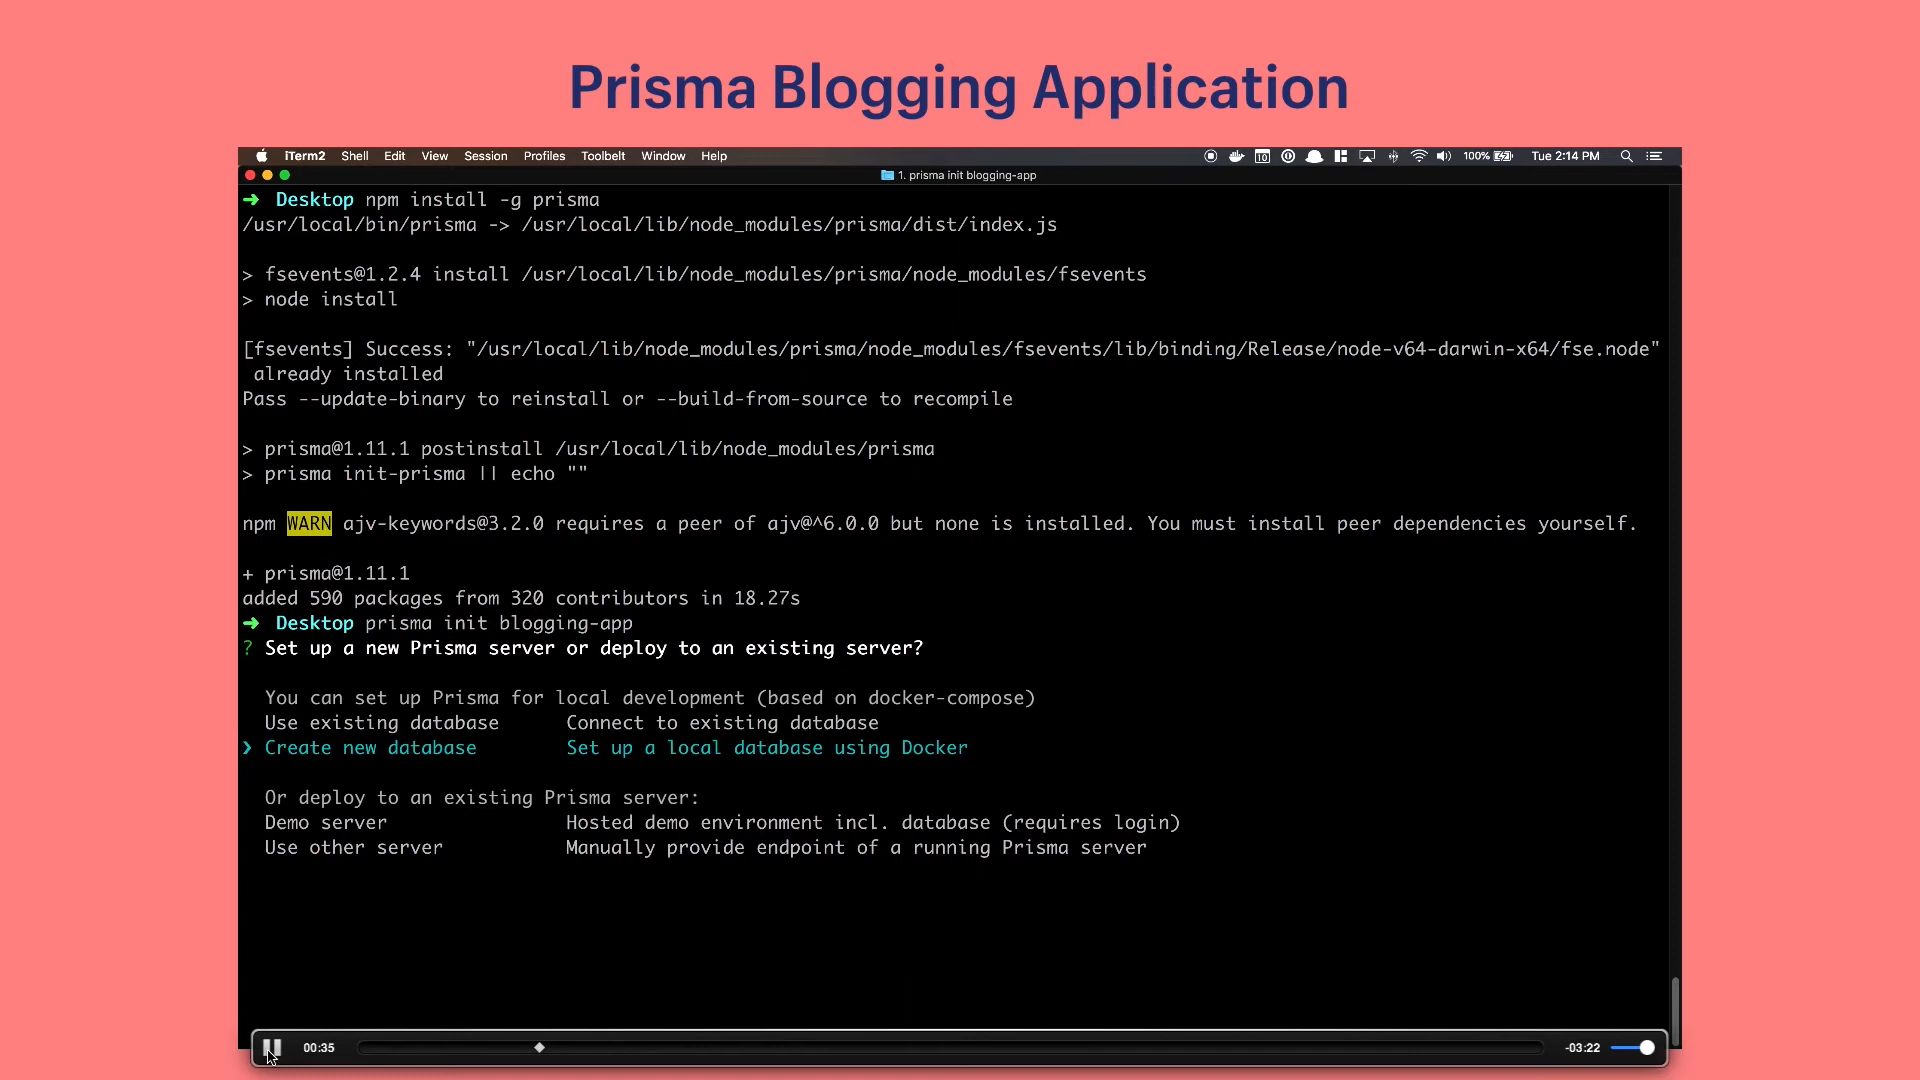 Prisma Blogging Application
iTerm2 Shell Edit View Session Profiles Toolbelt Window Help 10 100% Tue 2:14 PM
1. prisma init blogging-app
➜ Desktop npm install -g prisma
/usr/local/bin/prisma -> /usr/local/lib/node_modules/prisma/dist/index.js
> fsevents@1.2.4 install /usr/local/lib/node_modules/prisma/node_modules/fsevents
> node install
[fsevents] Success: "/usr/local/lib/node_modules/prisma/node_modules/fsevents/lib/binding/Release/node-v64-darwin-x64/fse.node"
already installed
Pass --update-binary to reinstall or --build-from-source to recompile
> prisma@1.11.1 postinstall /usr/local/lib/node_modules/prisma
> prisma init-prisma || echo ""
npm WARN ajv-keywords@3.2.0 requires a peer of ajv@^6.0.0 but none is installed. You must install peer dependencies yourself.
+ prisma@1.11.1
added 590 packages from 320 contributors in 18.27s
➜ Desktop prisma init blogging-app
? Set up a new Prisma server or deploy to an existing server?
You can set up Prisma for local development (based on docker-compose)
Use existing database Connect to existing database
❯ Create new database Set up a local database using Docker
Or deploy to an existing Prisma server:
Demo server Hosted demo environment incl. database (requires login)
Use other server Manually provide endpoint of a running Prisma server
00:35 -03:22